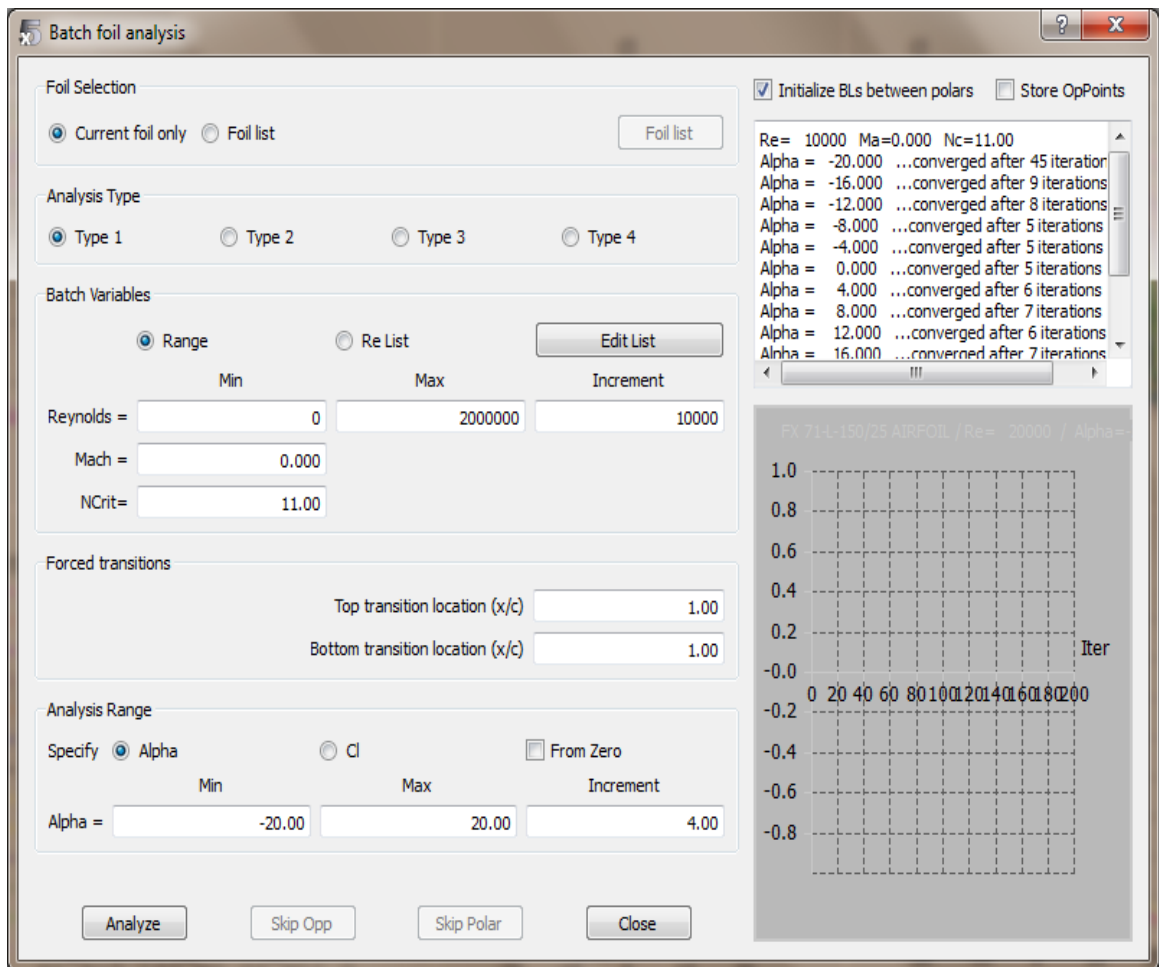 Batch foil analysis
Foil Selection
Current foil only Foil list Foil list
Analysis Type
Type 1 Type 2 Type 3 Type 4
Batch Variables
Range Re List Edit List
Min Max Increment
Reynolds = 0 2000000 10000
Mach = 0.000
NCrit= 11.00
Forced transitions
Top transition location (x/c) 1.00
Bottom transition location (x/c) 1.00
Analysis Range
Specify Alpha Cl From Zero
Min Max Increment
Alpha = -20.00 20.00 4.00
Analyze Skip Opp Skip Polar Close
Initialize BLs between polars Store OpPoints
Re= 10000 Ma=0.000 Nc=11.00
Alpha = -20.000 ...converged after 45 iteration
Alpha = -16.000 ...converged after 9 iterations
Alpha = -12.000 ...converged after 8 iterations
Alpha = -8.000 ...converged after 5 iterations
Alpha = -4.000 ...converged after 5 iterations
Alpha = 0.000 ...converged after 5 iterations
Alpha = 4.000 ...converged after 6 iterations
Alpha = 8.000 ...converged after 7 iterations
Alpha = 12.000 ...converged after 6 iterations
Alpha = 16.000 ...converged after 7 iterations
FX 71-L-150/25 AIRFOIL / Re= 20000 / Alpha=-
1.0
0.8
0.6
0.4
0.2
Iter
-0.0
0 20 40 60 80 100 120 140 160 180 200
-0.2
-0.4
-0.6
-0.8